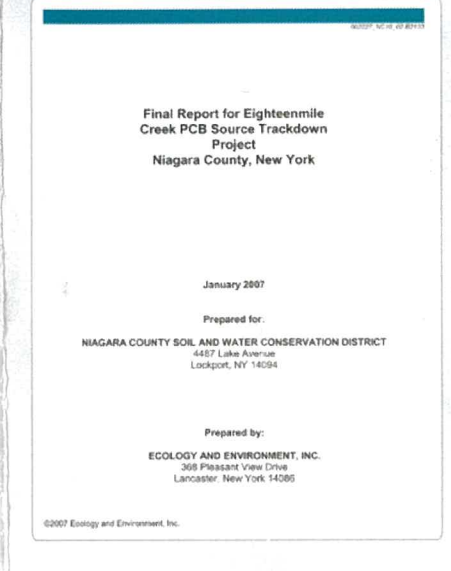 Final Report for Eighteenmile
Creek PCB Source Trackdown
Project
Niagara County, New York
January 2007
Prepared for:
NIAGARA COUNTY SOIL AND WATER CONSERVATION DISTRICT
4487 Lake Avenue
Lockport, NY 14094
Prepared by:
ECOLOGY AND ENVIRONMENT, INC.
368 Pleasant View Drive
Lancaster, New York 14086
©2007 Ecology and Environment, Inc.